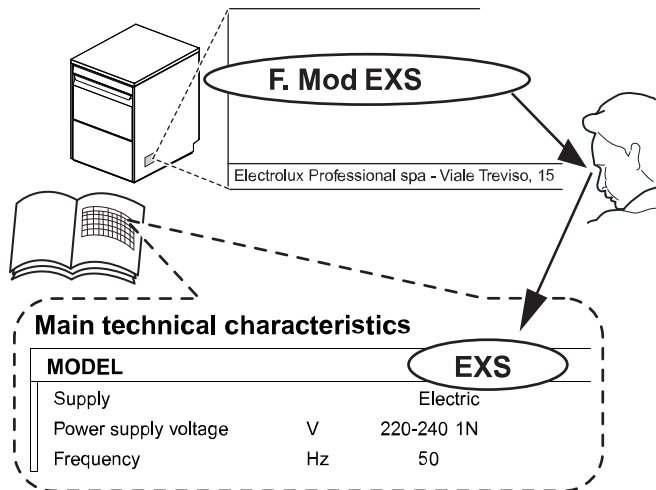 F. Mod EXS
Electrolux Professional spa - Viale Treviso, 15
Main technical characteristics
MODEL EXS
Supply Electric
Power supply voltage V 220-240 1N
Frequency Hz 50